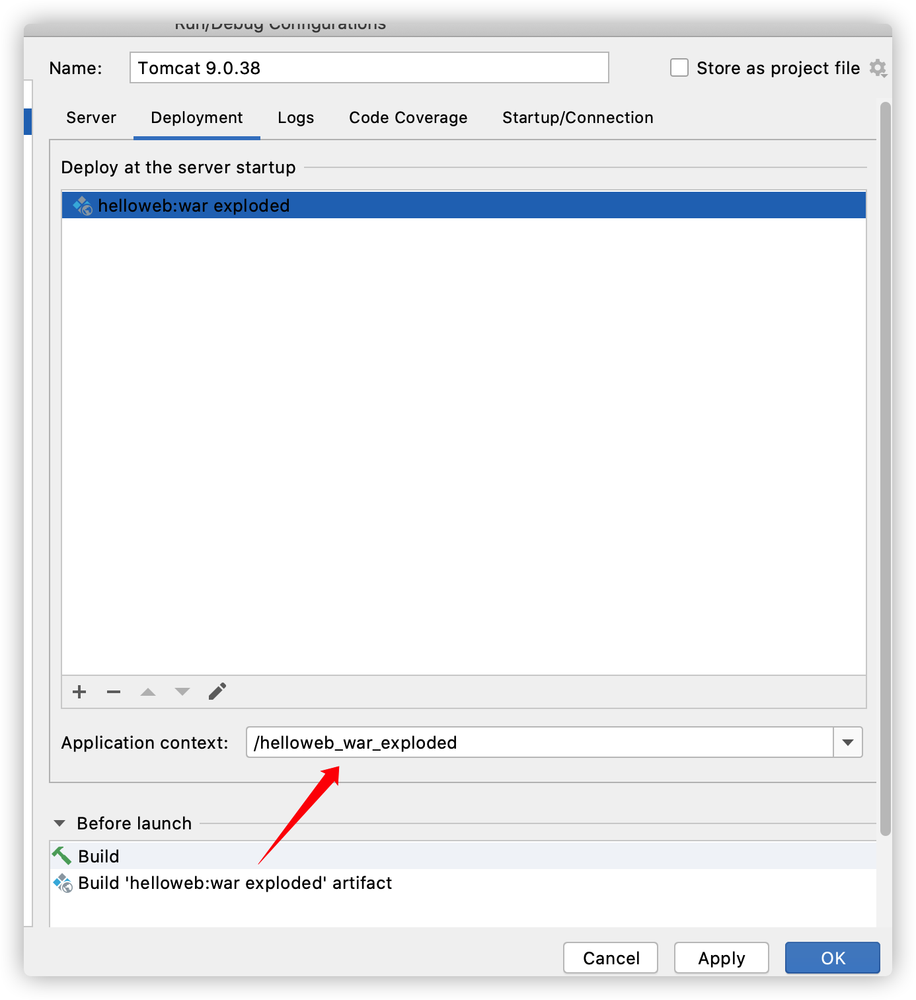 Run/Debug Configurations
Name: Tomcat 9.0.38 Store as project file
Server Deployment Logs Code Coverage Startup/Connection
Deploy at the server startup
helloweb:war exploded
Application context: /helloweb_war_exploded
Before launch
Build
Build 'helloweb:war exploded' artifact
Cancel Apply OK